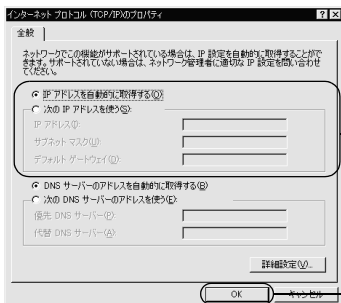 インターネット プロトコル (TCP/IP)のプロパティ
全般
ネットワークでこの機能がサポートされている場合は、IP 設定を自動的に取得することがで
きます。サポートされていない場合は、ネットワーク管理者に適切な IP 設定を問い合わせ
てください。
IP アドレスを自動的に取得する(O)
次の IP アドレスを使う(S):
IP アドレス(I):
サブネット マスク(U):
デフォルト ゲートウェイ(D):
DNS サーバーのアドレスを自動的に取得する(B)
次の DNS サーバーのアドレスを使う(E):
優先 DNS サーバー(P):
代替 DNS サーバー(A):
詳細設定(V)...
OK
キャンセル